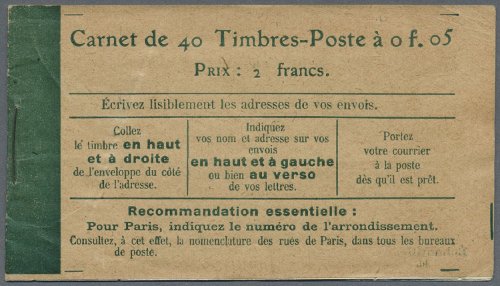 Carnet de 40 Timbres-Poste à 0 f. 05
PRIX : 2 francs.
Écrivez lisiblement les adresses de vos envois.
Collez
le timbre en haut
et à droite
de l'enveloppe du côté
de l'adresse.
Indiquez
vos nom et adresse sur vos
envois
en haut et à gauche
ou bien au verso
de vos lettres.
Portez
votre courrier
à la poste
dès qu'il est prêt.
Recommandation essentielle :
Pour Paris, indiquez le numéro de l'arrondissement.
Consultez, à cet effet, la nomenclature des rues de Paris, dans tous les bureaux
de poste.